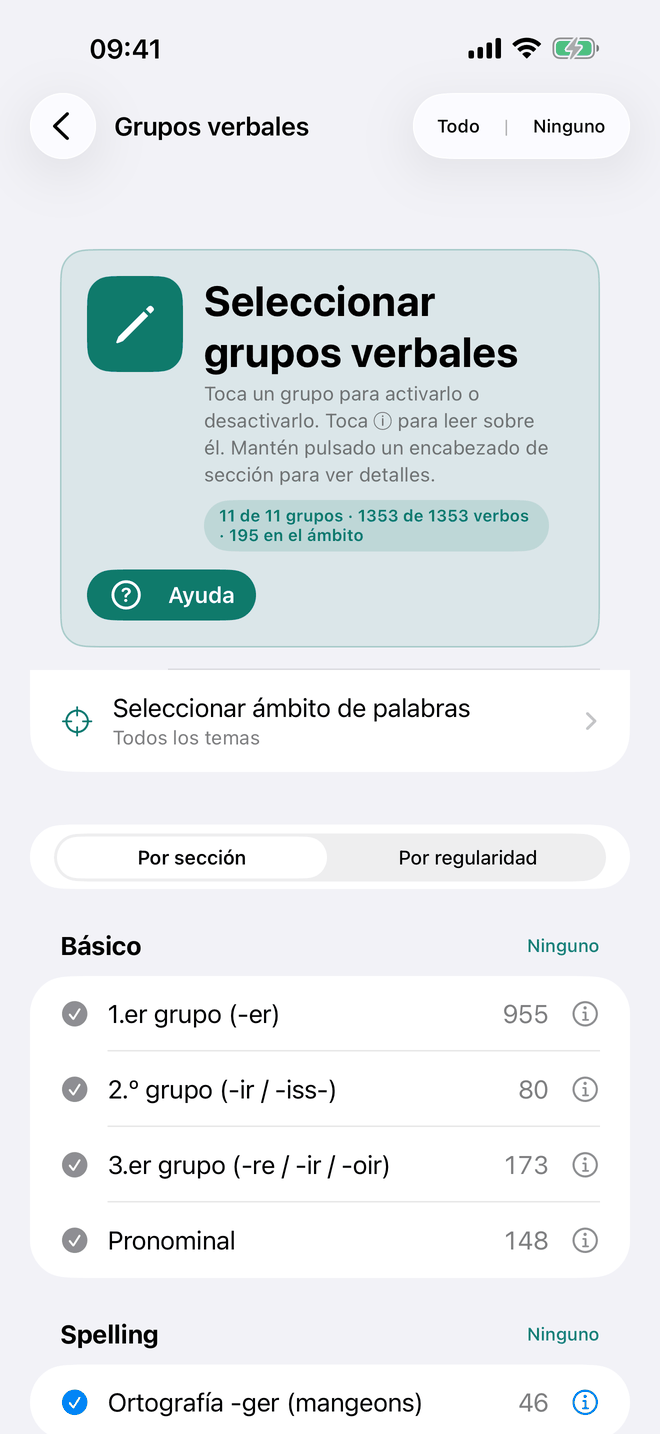 09:41
Grupos verbales
Todo | Ninguno
Seleccionar
grupos verbales
Toca un grupo para activarlo o
desactivarlo. Toca ⓘ para leer sobre
él. Mantén pulsado un encabezado de
sección para ver detalles.
11 de 11 grupos · 1353 de 1353 verbos
· 195 en el ámbito
? Ayuda
Seleccionar ámbito de palabras
Todos los temas
Por sección Por regularidad
Básico Ninguno
1.er grupo (-er) 955
2.º grupo (-ir / -iss-) 80
3.er grupo (-re / -ir / -oir) 173
Pronominal 148
Spelling Ninguno
Ortografía -ger (mangeons) 46